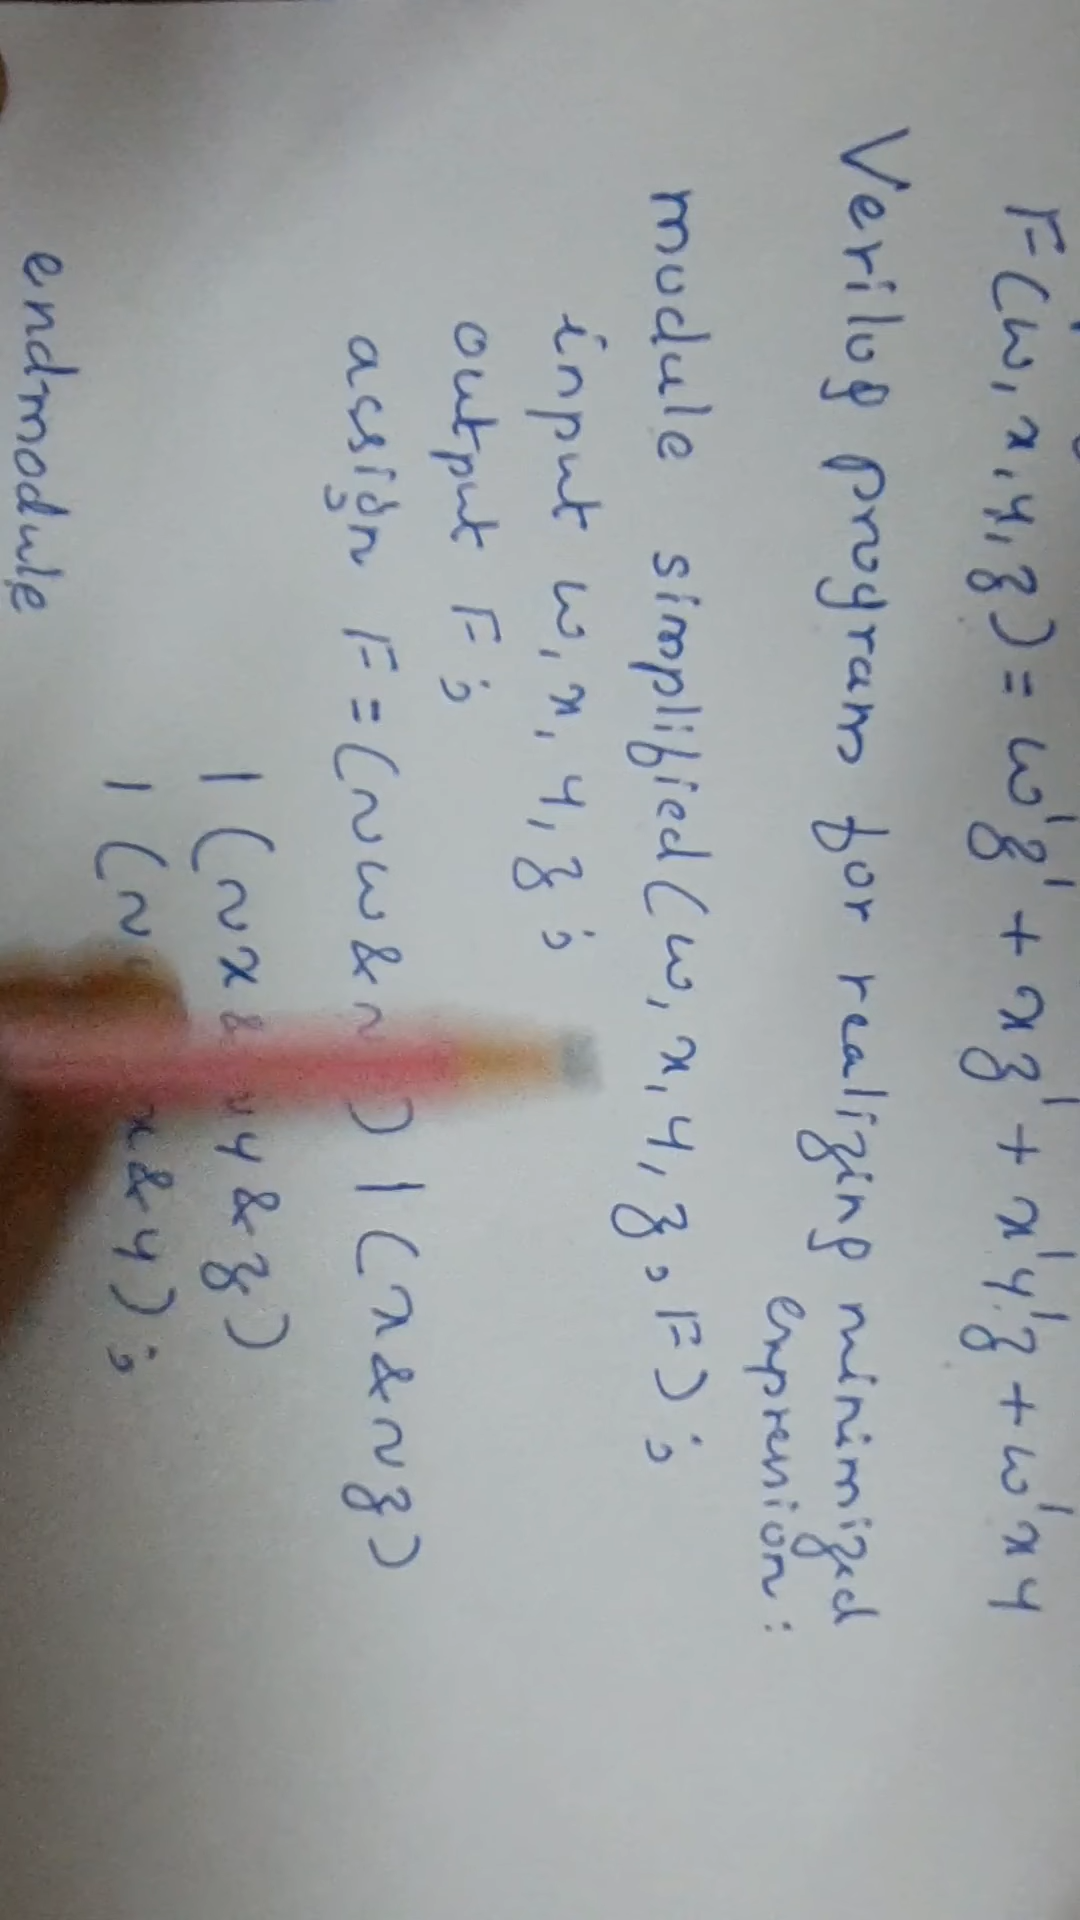 F(w, x, y, z) = w'z' + xz' + x'y'z + w'xy
Verilog program for realizing minimized
expression :
module simplified(w, x, y, z, F);
input w, x, y, z;
output F;
assign F = (~w & ~ ) | (x & ~z)
| (~x & ~y & z)
| (~ x & y);
endmodule